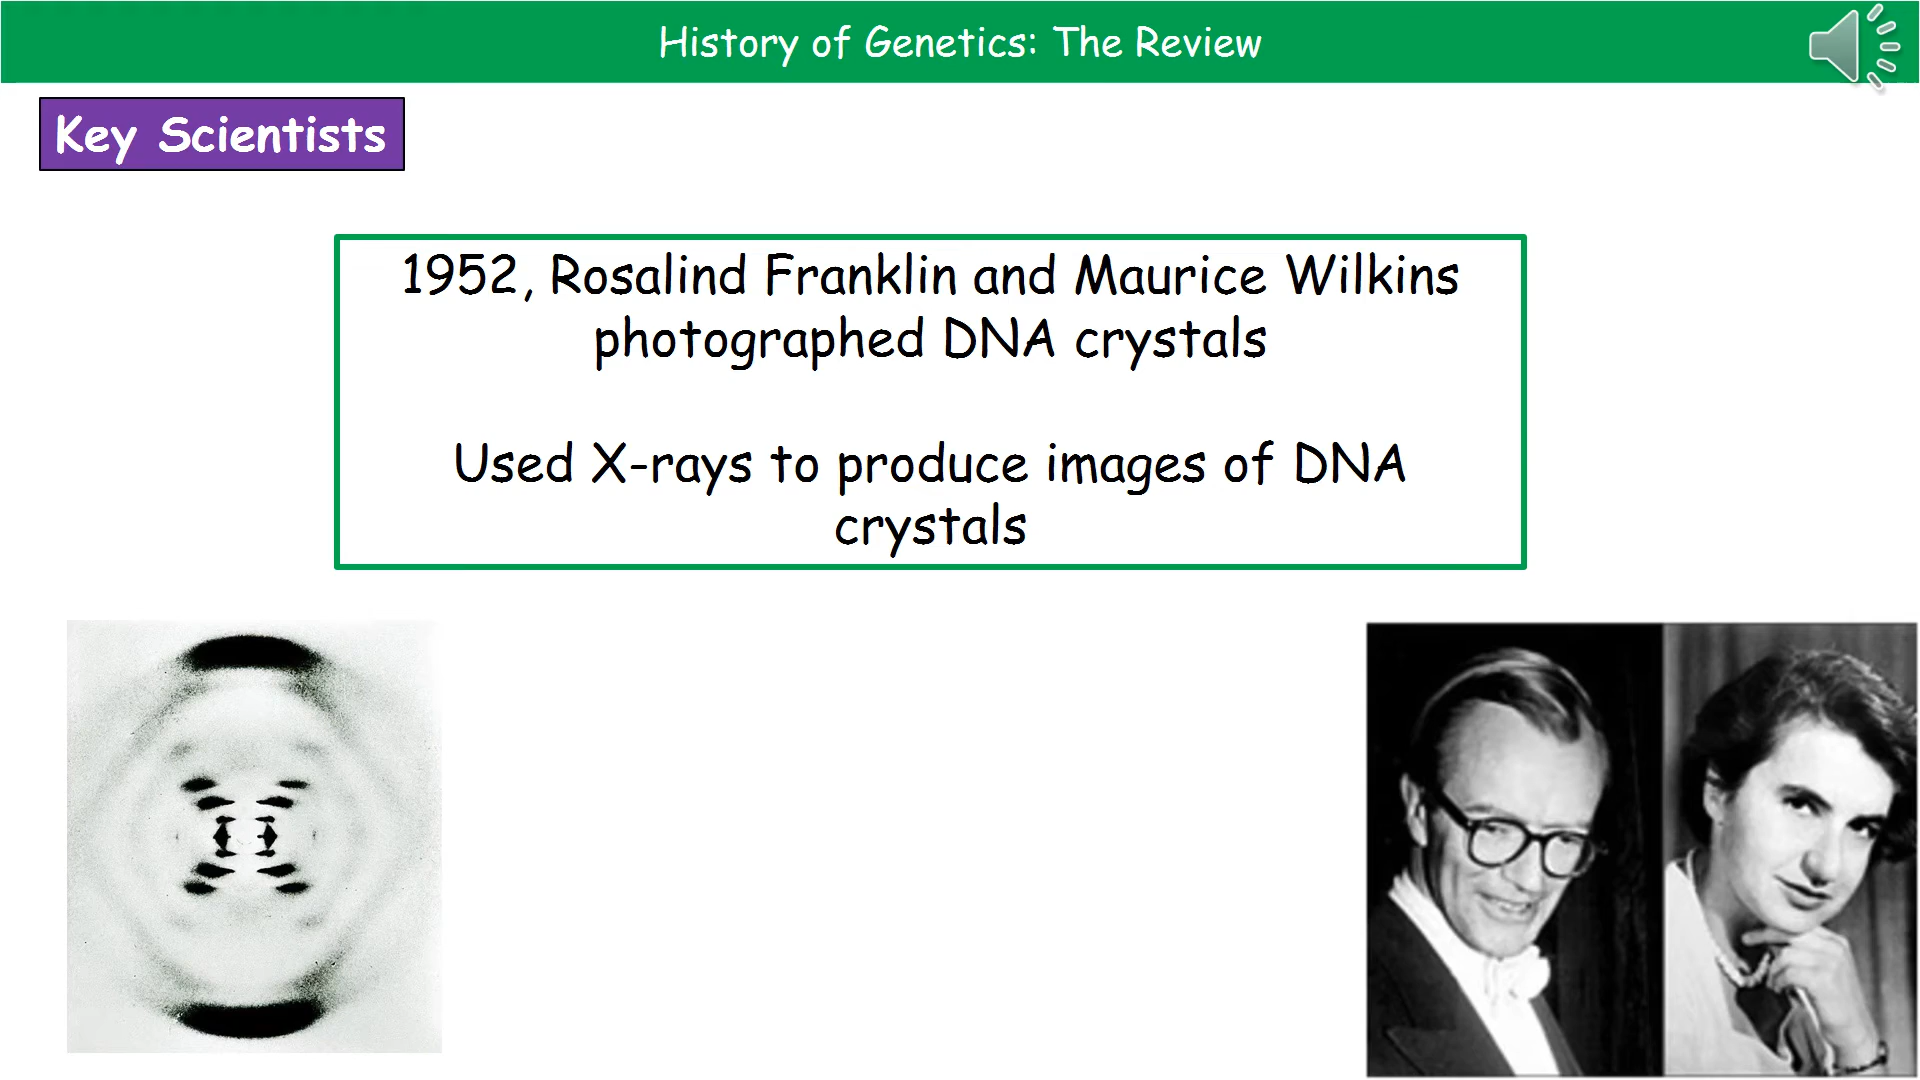 History of Genetics: The Review
Key Scientists
1952, Rosalind Franklin and Maurice Wilkins
photographed DNA crystals
Used X-rays to produce images of DNA
crystals